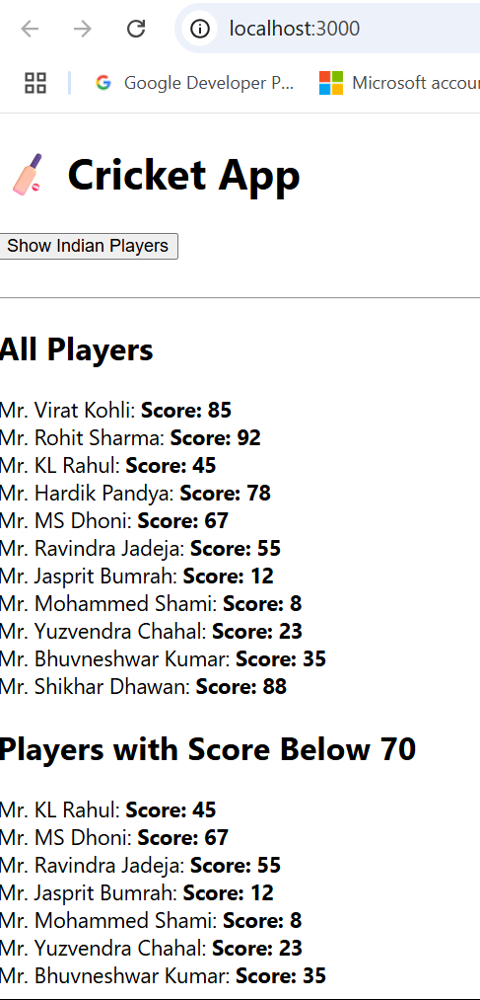 localhost:3000
Google Developer P... Microsoft accou
Cricket App
Show Indian Players
All Players
Mr. Virat Kohli: Score: 85
Mr. Rohit Sharma: Score: 92
Mr. KL Rahul: Score: 45
Mr. Hardik Pandya: Score: 78
Mr. MS Dhoni: Score: 67
Mr. Ravindra Jadeja: Score: 55
Mr. Jasprit Bumrah: Score: 12
Mr. Mohammed Shami: Score: 8
Mr. Yuzvendra Chahal: Score: 23
Mr. Bhuvneshwar Kumar: Score: 35
Mr. Shikhar Dhawan: Score: 88
Players with Score Below 70
Mr. KL Rahul: Score: 45
Mr. MS Dhoni: Score: 67
Mr. Ravindra Jadeja: Score: 55
Mr. Jasprit Bumrah: Score: 12
Mr. Mohammed Shami: Score: 8
Mr. Yuzvendra Chahal: Score: 23
Mr. Bhuvneshwar Kumar: Score: 35